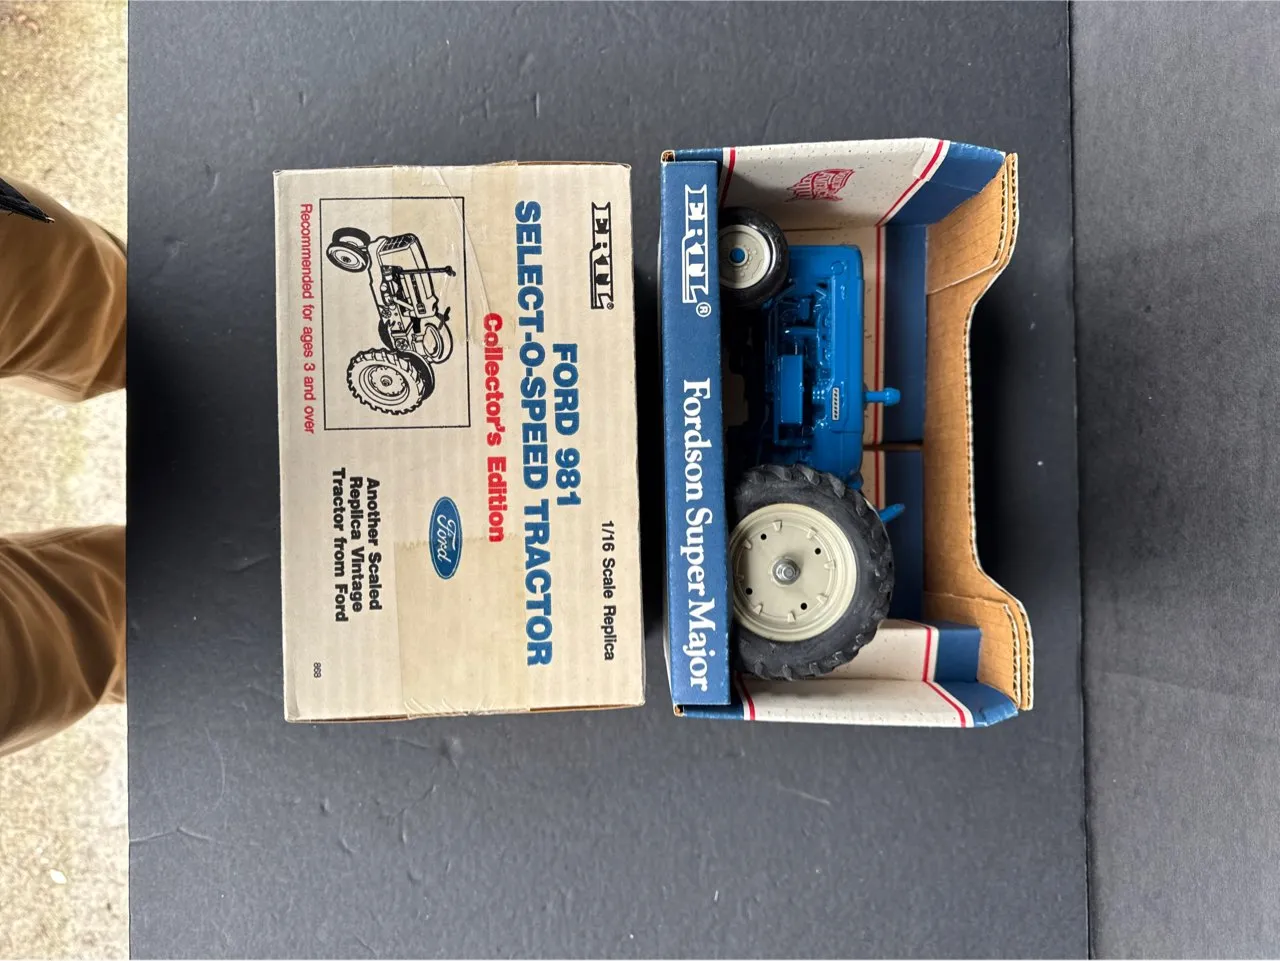 ERTL®
1/16 Scale Replica
FORD 981
SELECT-O-SPEED TRACTOR
Collector's Edition
Ford
Another Scaled
Replica Vintage
Tractor from Ford
Recommended for ages 3 and over
868
ERTL®
Fordson Super Major